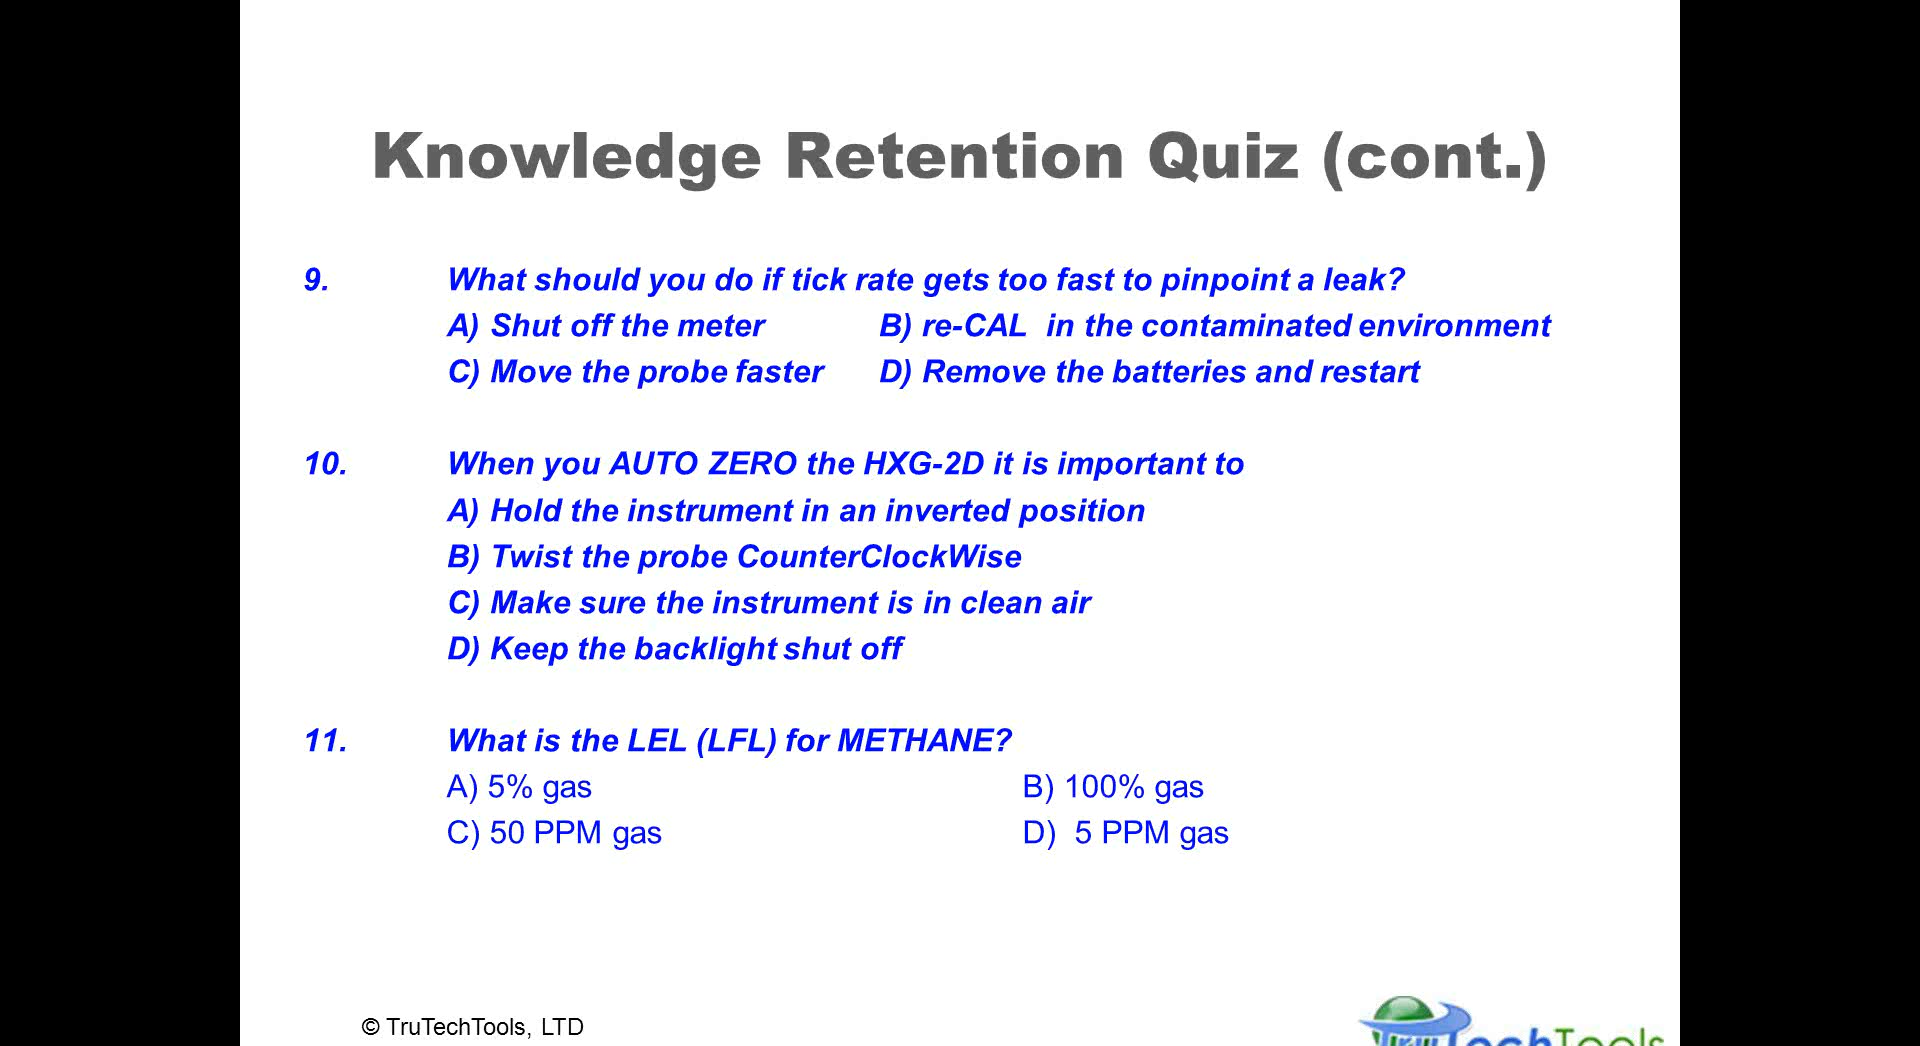 Knowledge Retention Quiz (cont.)
9. What should you do if tick rate gets too fast to pinpoint a leak?
A) Shut off the meter B) re-CAL in the contaminated environment
C) Move the probe faster D) Remove the batteries and restart
10. When you AUTO ZERO the HXG-2D it is important to
A) Hold the instrument in an inverted position
B) Twist the probe CounterClockWise
C) Make sure the instrument is in clean air
D) Keep the backlight shut off
11. What is the LEL (LFL) for METHANE?
A) 5% gas B) 100% gas
C) 50 PPM gas D) 5 PPM gas
© TruTechTools, LTD
TechTools